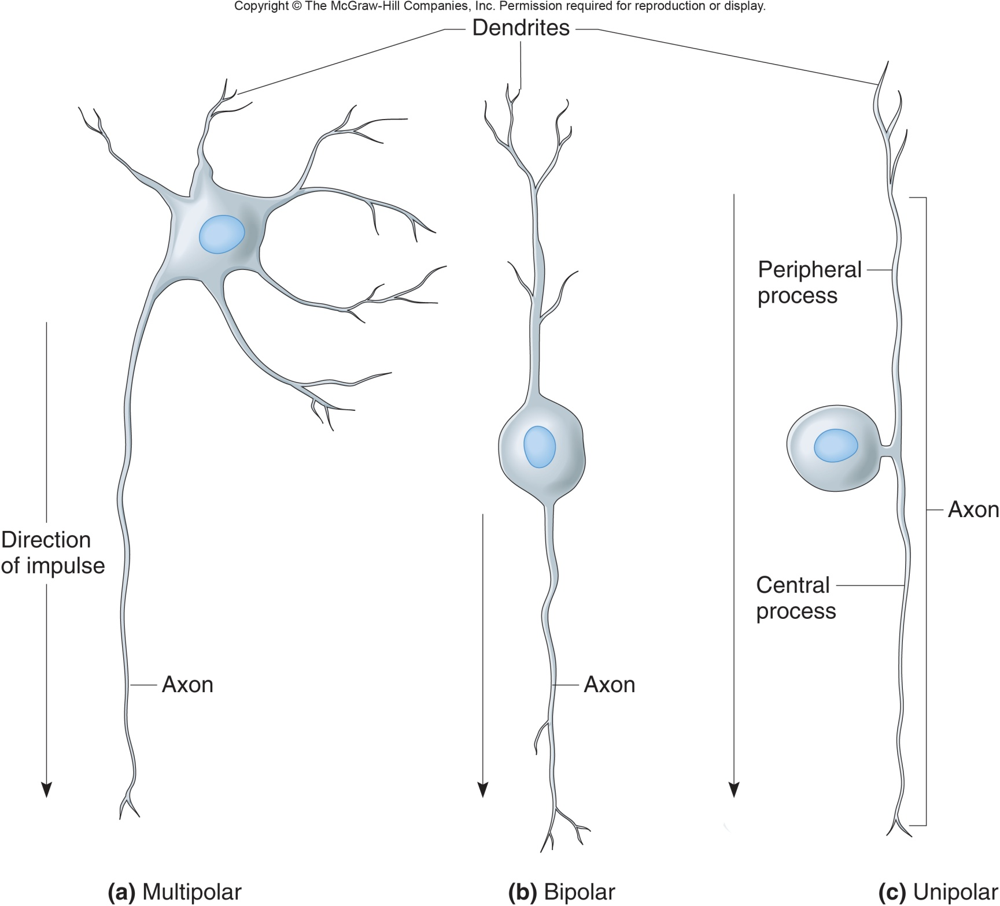 Copyright © The McGraw-Hill Companies, Inc. Permission required for reproduction or display.
Dendrites
Peripheral
process
Axon
Direction
of impulse
Central
process
Axon
Axon
(a) Multipolar
(b) Bipolar
(c) Unipolar